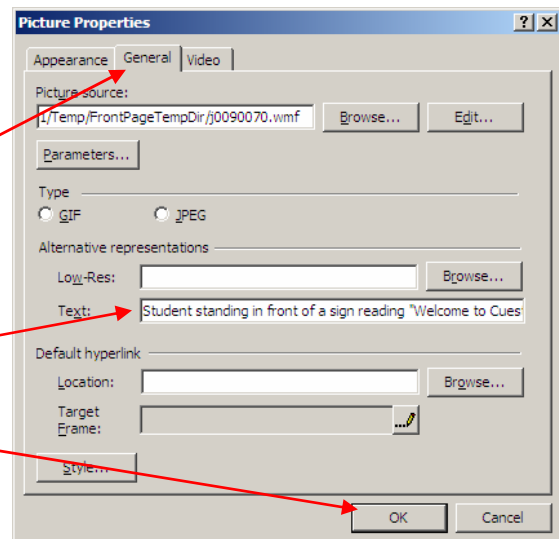 Picture Properties
Appearance General Video
Picture source:
1/Temp/FrontPageTempDir/j0090070.wmf Browse... Edit...
Parameters...
Type
GIF JPEG
Alternative representations
Low-Res: Browse...
Text: Student standing in front of a sign reading "Welcome to Cues
Default hyperlink
Location: Browse...
Target
Frame: ...
Style...
OK Cancel